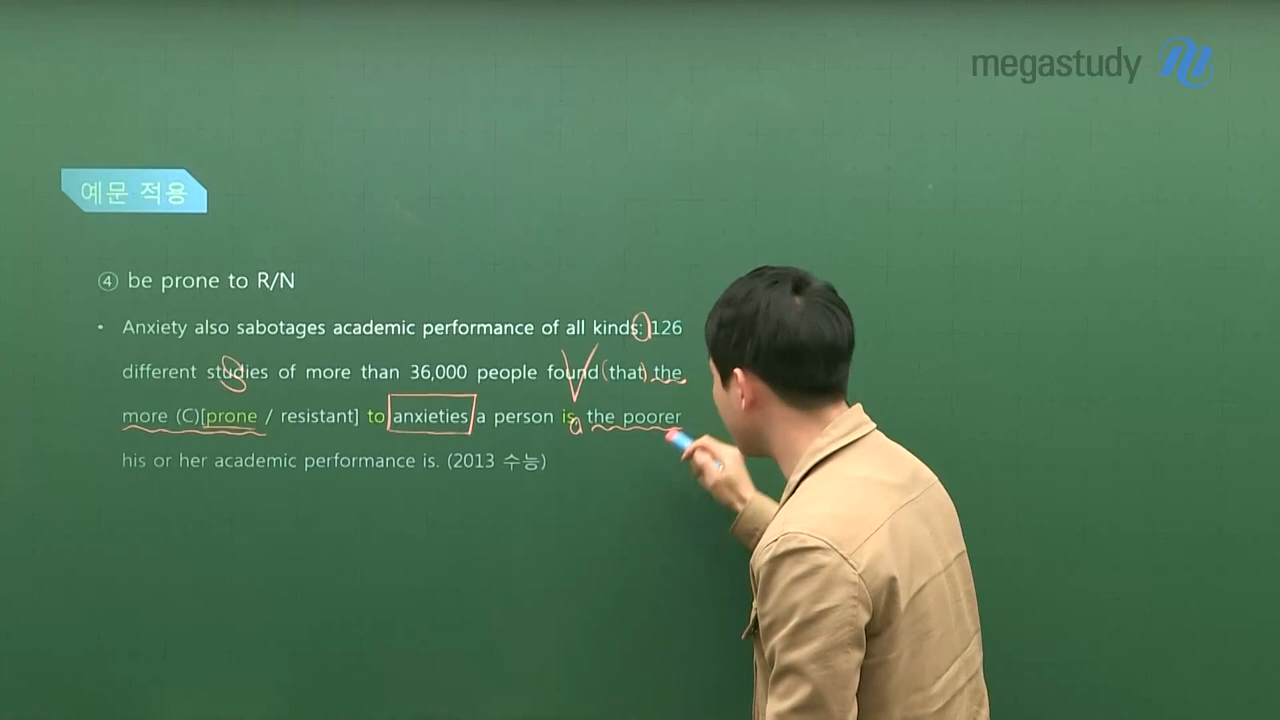 megastudy
예문 적용
④ be prone to R/N
• Anxiety also sabotages academic performance of all kinds: 126
different studies of more than 36,000 people found (that) the
more (C)[prone / resistant] to anxieties a person is, the poorer
his or her academic performance is. (2013 수능)